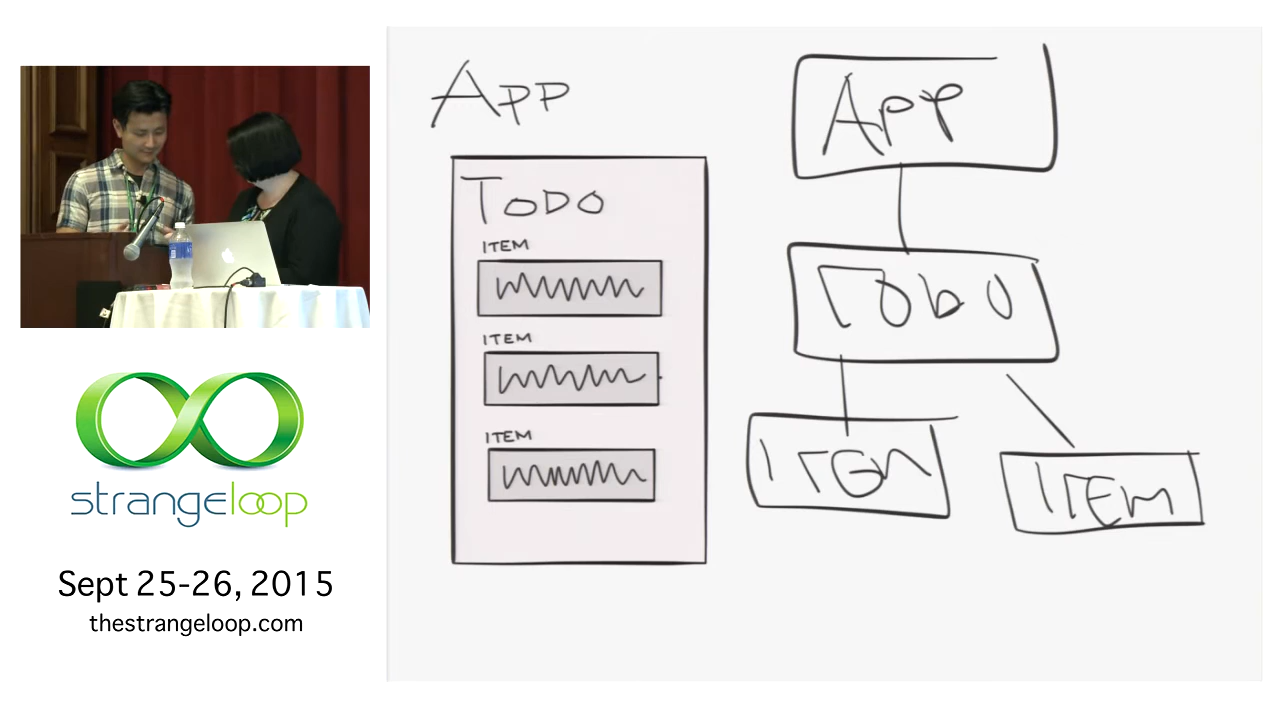 strangeloop
Sept 25-26, 2015
thestrangeloop.com
App
TODO
ITEM
ITEM
ITEM
App
TODO
ITEM
ITEM